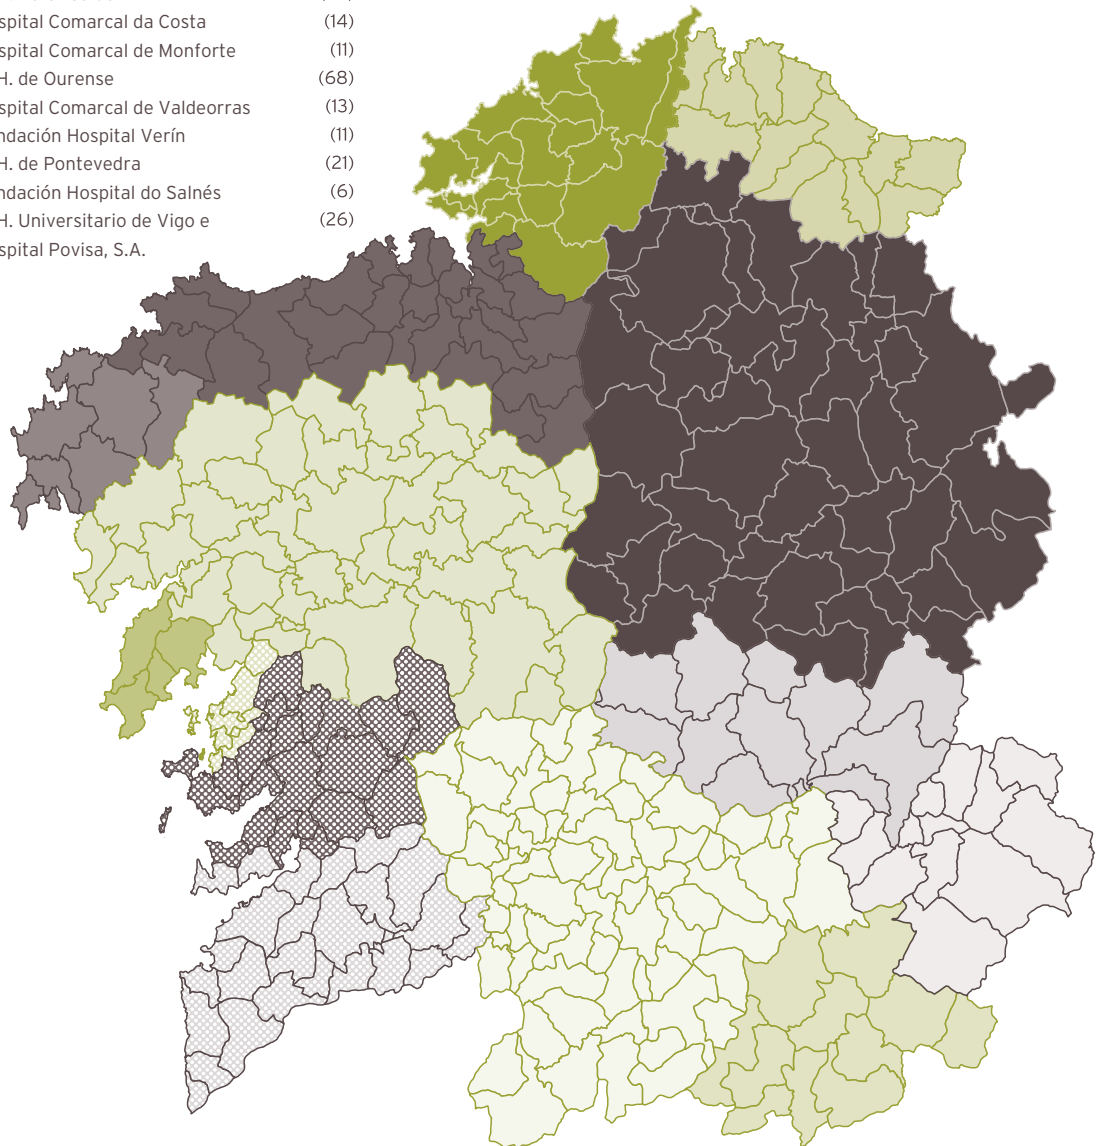 spital Comarcal da Costa (14)
spital Comarcal de Monforte (11)
H. de Ourense (68)
spital Comarcal de Valdeorras (13)
ndación Hospital Verín (11)
H. de Pontevedra (21)
ndación Hospital do Salnés (6)
H. Universitario de Vigo e (26)
spital Povisa, S.A.